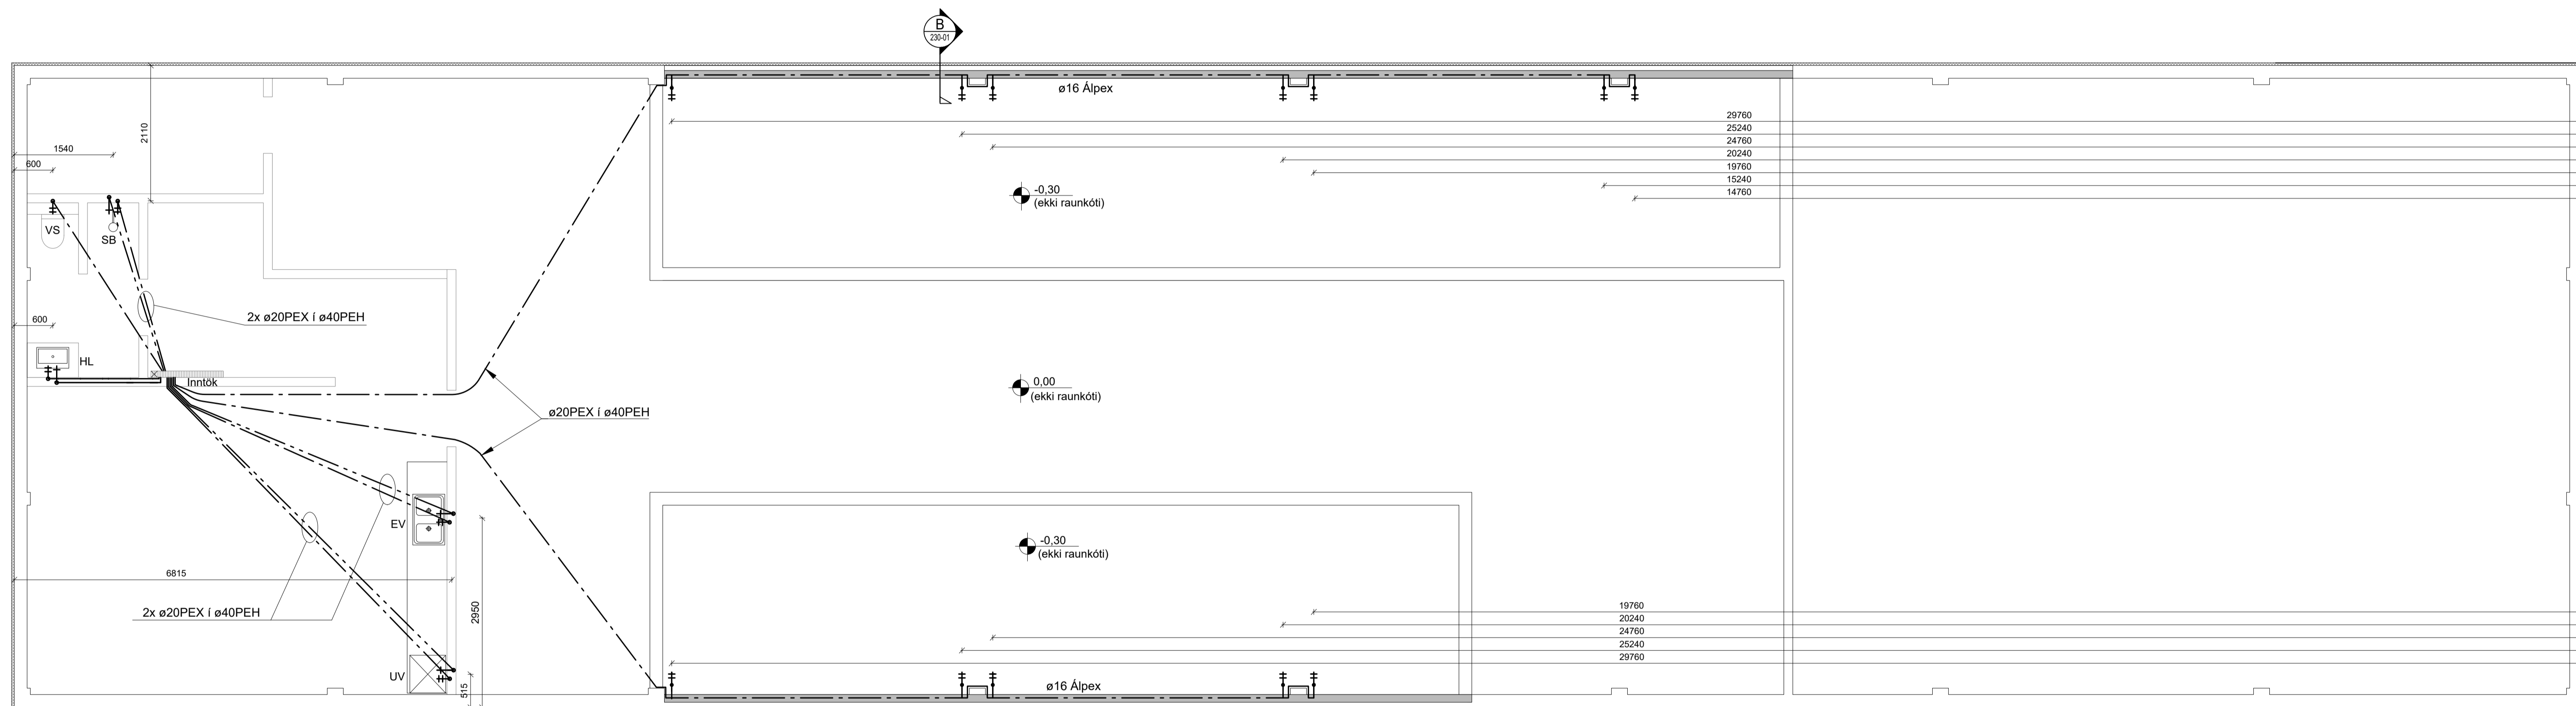 B
230-01
ø16 Álpex
29760
25240
24760
20240
19760
15240
14760
2110
1540
600
-0,30
(ekki raunkóti)
VS
SB
2x ø20PEX í ø40PEH
600
HL
Inntök
0,00
(ekki raunkóti)
ø20PEX í ø40PEH
EV
-0,30
(ekki raunkóti)
6815
2x ø20PEX í ø40PEH
2950
19760
20240
24760
25240
29760
UV
515
ø16 Álpex